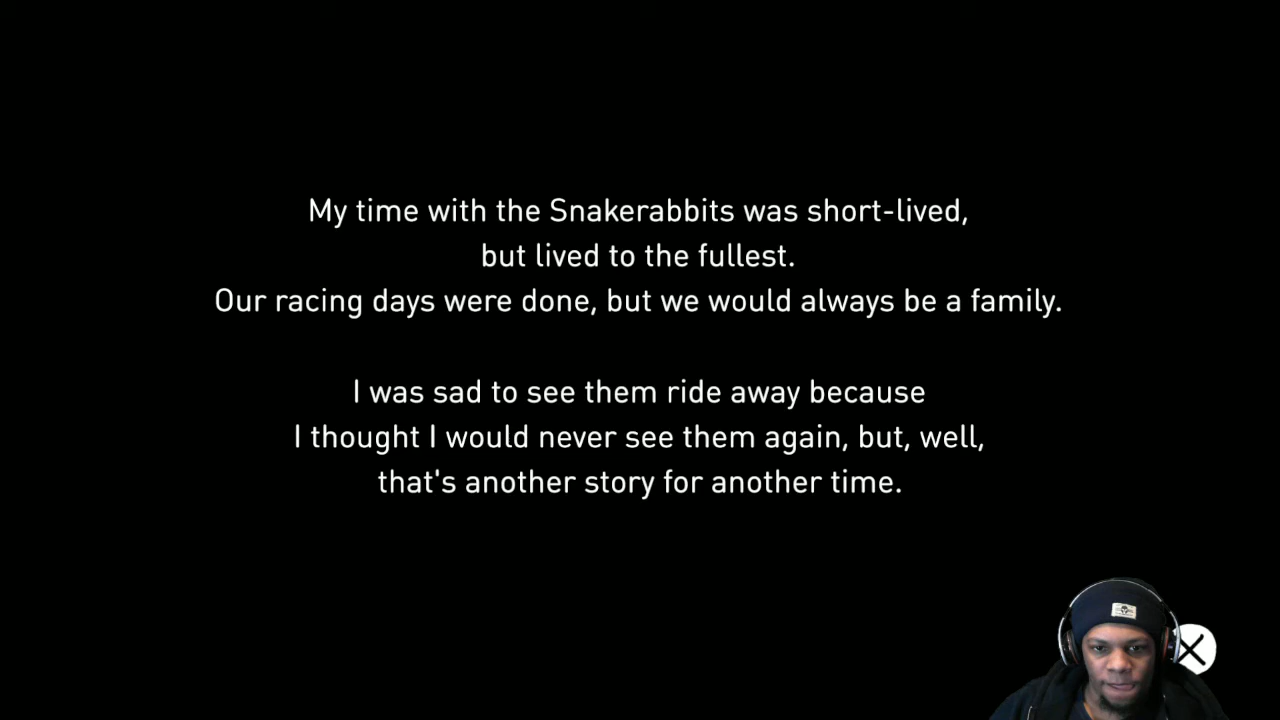 My time with the Snakerabbits was short-lived,
but lived to the fullest.
Our racing days were done, but we would always be a family.
I was sad to see them ride away because
I thought I would never see them again, but, well,
that's another story for another time.